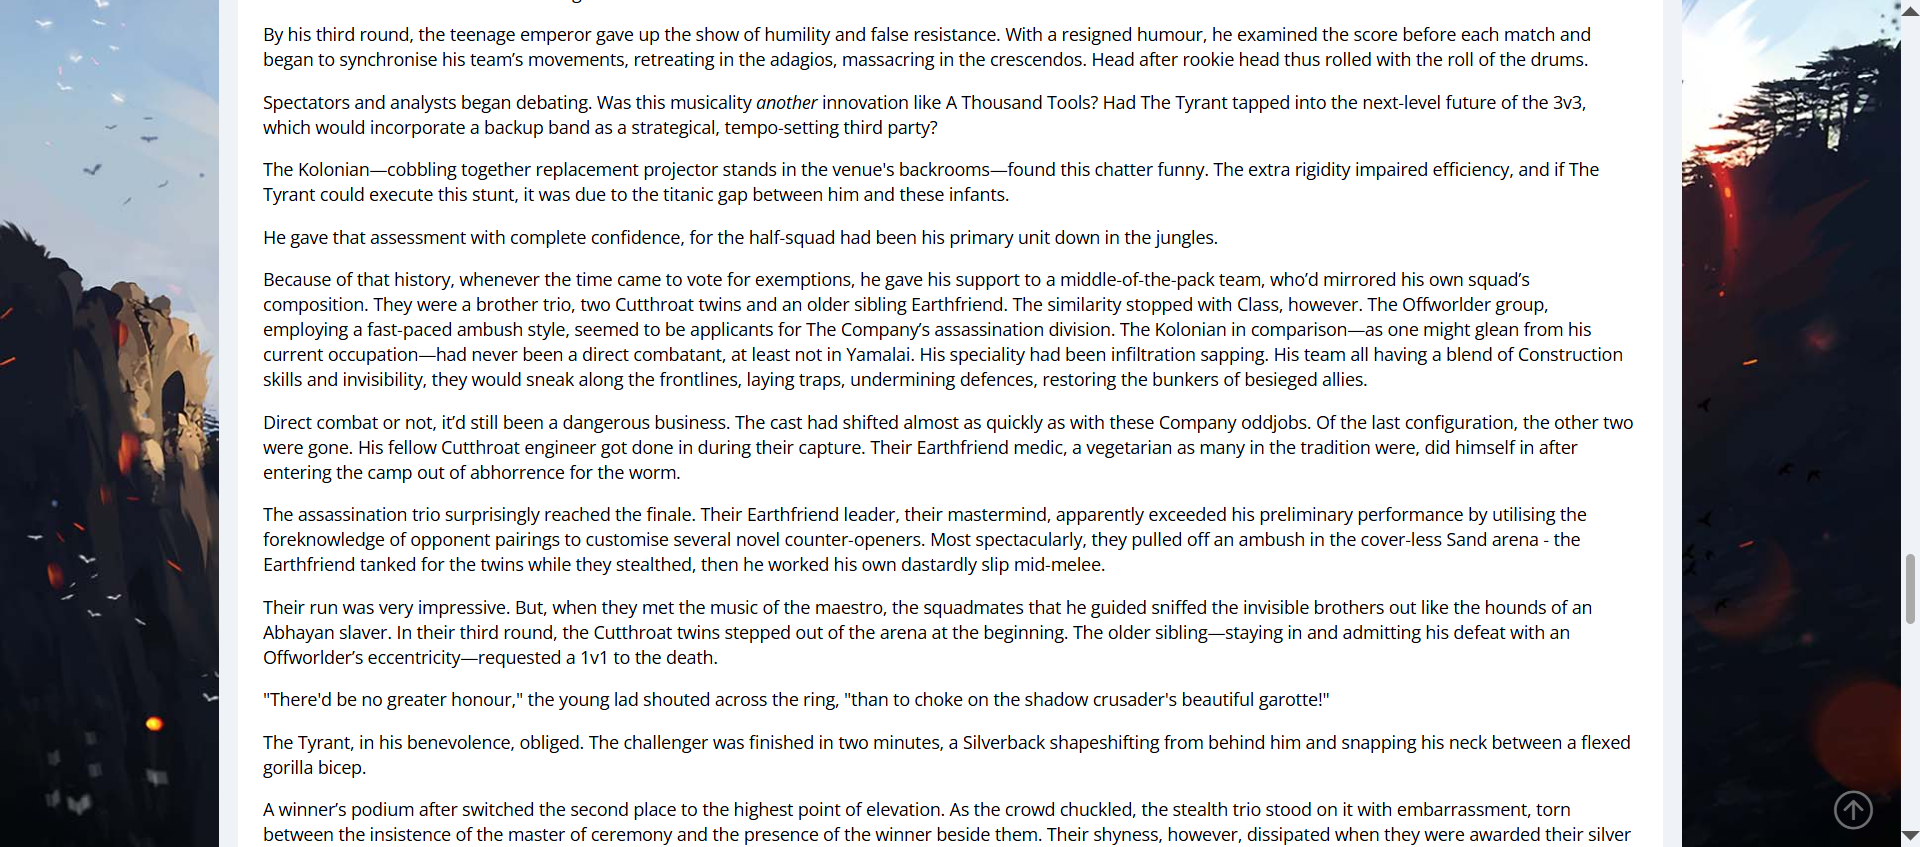 By his third round, the teenage emperor gave up the show of humility and false resistance. With a resigned humour, he examined the score before each match and
began to synchronise his team’s movements, retreating in the adagios, massacring in the crescendos. Head after rookie head thus rolled with the roll of the drums.
Spectators and analysts began debating. Was this musicality another innovation like A Thousand Tools? Had The Tyrant tapped into the next-level future of the 3v3,
which would incorporate a backup band as a strategical, tempo-setting third party?
The Kolonian—cobbling together replacement projector stands in the venue's backrooms—found this chatter funny. The extra rigidity impaired efficiency, and if The
Tyrant could execute this stunt, it was due to the titanic gap between him and these infants.
He gave that assessment with complete confidence, for the half-squad had been his primary unit down in the jungles.
Because of that history, whenever the time came to vote for exemptions, he gave his support to a middle-of-the-pack team, who’d mirrored his own squad’s
composition. They were a brother trio, two Cutthroat twins and an older sibling Earthfriend. The similarity stopped with Class, however. The Offworlder group,
employing a fast-paced ambush style, seemed to be applicants for The Company’s assassination division. The Kolonian in comparison—as one might glean from his
current occupation—had never been a direct combatant, at least not in Yamalai. His speciality had been infiltration sapping. His team all having a blend of Construction
skills and invisibility, they would sneak along the frontlines, laying traps, undermining defences, restoring the bunkers of besieged allies.
Direct combat or not, it’d still been a dangerous business. The cast had shifted almost as quickly as with these Company oddjobs. Of the last configuration, the other two
were gone. His fellow Cutthroat engineer got done in during their capture. Their Earthfriend medic, a vegetarian as many in the tradition were, did himself in after
entering the camp out of abhorrence for the worm.
The assassination trio surprisingly reached the finale. Their Earthfriend leader, their mastermind, apparently exceeded his preliminary performance by utilising the
foreknowledge of opponent pairings to customise several novel counter-openers. Most spectacularly, they pulled off an ambush in the cover-less Sand arena - the
Earthfriend tanked for the twins while they stealthed, then he worked his own dastardly slip mid-melee.
Their run was very impressive. But, when they met the music of the maestro, the squadmates that he guided sniffed the invisible brothers out like the hounds of an
Abhayan slaver. In their third round, the Cutthroat twins stepped out of the arena at the beginning. The older sibling—staying in and admitting his defeat with an
Offworlder’s eccentricity—requested a 1v1 to the death.
"There'd be no greater honour," the young lad shouted across the ring, "than to choke on the shadow crusader's beautiful garotte!"
The Tyrant, in his benevolence, obliged. The challenger was finished in two minutes, a Silverback shapeshifting from behind him and snapping his neck between a flexed
gorilla bicep.
A winner’s podium after switched the second place to the highest point of elevation. As the crowd chuckled, the stealth trio stood on it with embarrassment, torn
between the insistence of the master of ceremony and the presence of the winner beside them. Their shyness, however, dissipated when they were awarded their silver